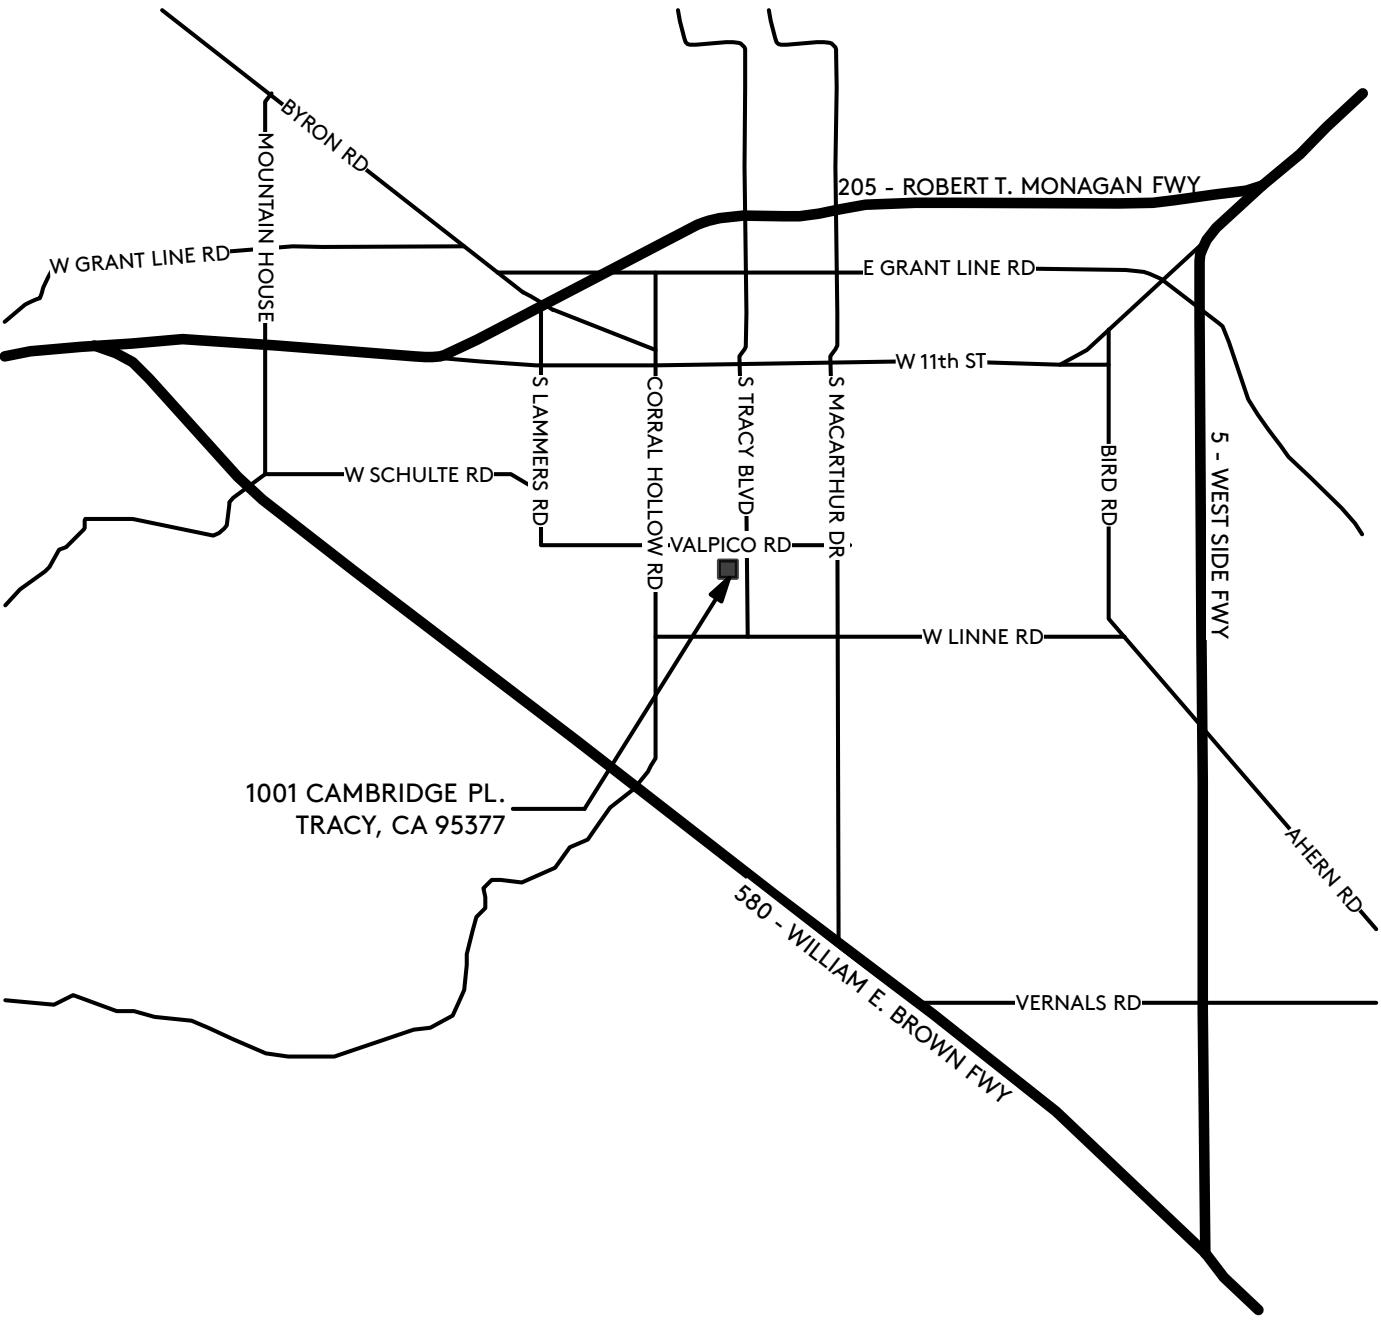 BYRON RD
MOUNTAIN HOUSE
205 - ROBERT T. MONAGAN FWY
W GRANT LINE RD
E GRANT LINE RD
W 11th ST
S LAMMERS RD
CORRAL HOLLOW RD
S TRACY BLVD
S MACARTHUR DR
BIRD RD
5 - WEST SIDE FWY
W SCHULTE RD
VALPICO RD
W LINNE RD
1001 CAMBRIDGE PL.
TRACY, CA 95377
AHERN RD
580 - WILLIAM E. BROWN FWY
VERNALS RD